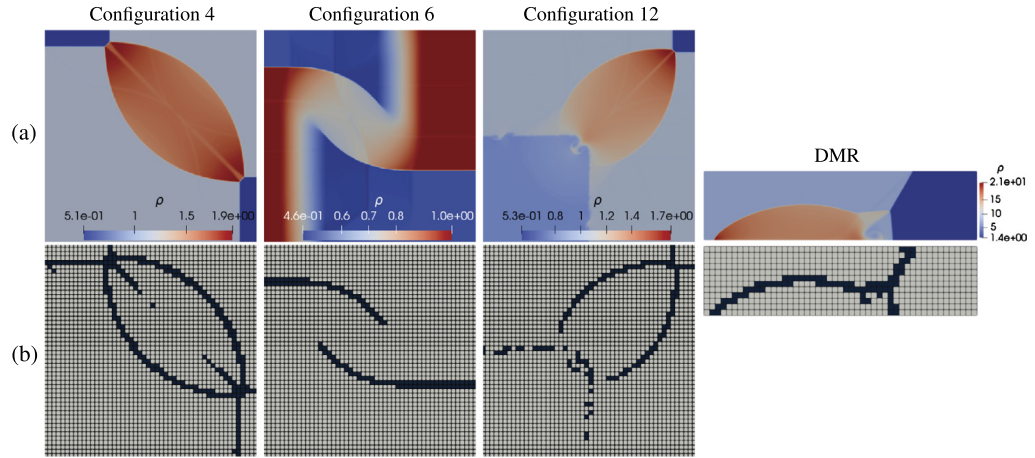 Configuration 4
Configuration 6
Configuration 12
(a)
ρ
5.1e-01 1 1.5 1.9e+00
ρ
4.6e-01 0.6 0.7 0.8 1.0e+00
ρ
5.3e-01 0.8 1 1.2 1.4 1.7e+00
DMR
ρ
2.1e+01
15
10
5
1.4e+00
(b)